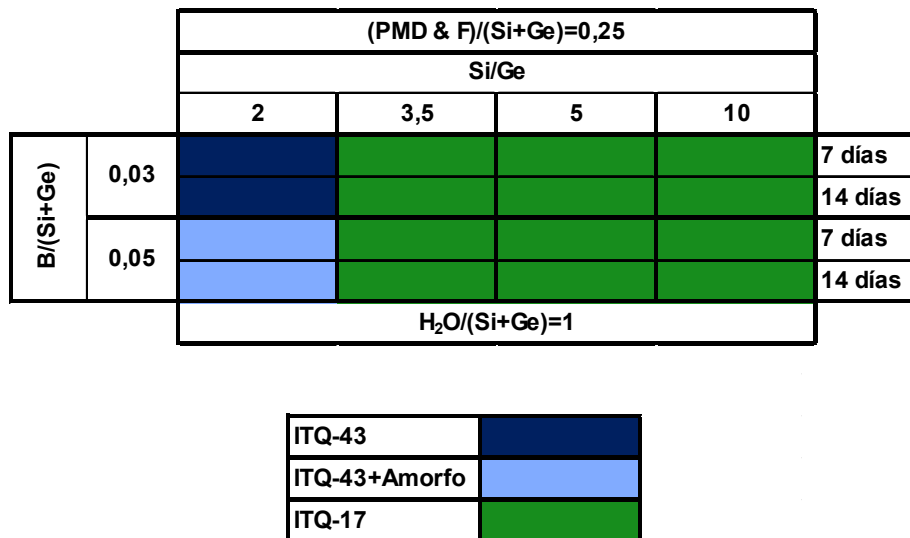 (PMD & F)/(Si+Ge)=0,25
Si/Ge
2 3,5 5 10
B/(Si+Ge)
0,03
7 días
14 días
0,05
7 días
14 días
H₂O/(Si+Ge)=1
ITQ-43
ITQ-43+Amorfo
ITQ-17